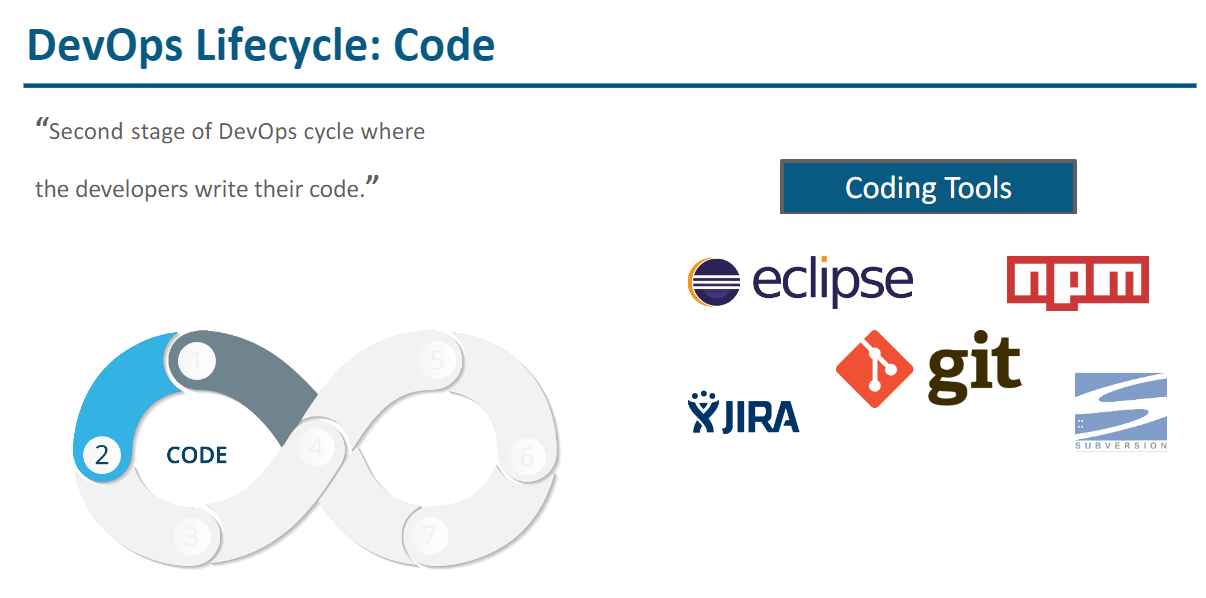 DevOps Lifecycle: Code
“Second stage of DevOps cycle where
the developers write their code.”
Coding Tools
eclipse
npm
git
JIRA
SUBVERSION
1
5
2
CODE
4
6
3
7